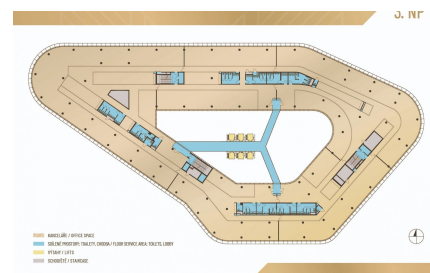 3. NP
KANCELÁŘE / OFFICE SPACE
SDÍLENÉ PROSTORY: TOALETY, CHODBA / FLOOR SERVICE AREA: TOILETS, LOBBY
VÝTAHY / LIFTS
SCHODIŠTĚ / STAIRCASE